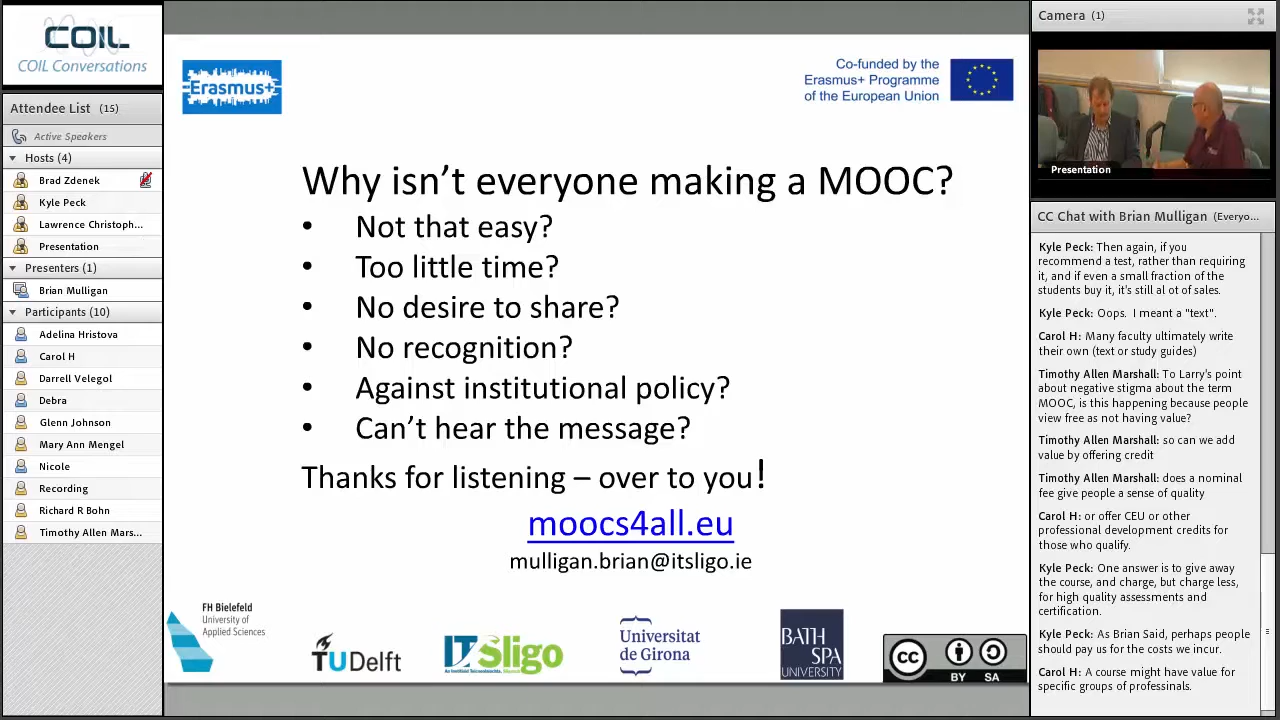 COIL
COIL Conversations
Attendee List (15)
Active Speakers
Hosts (4)
Brad Zdenek
Kyle Peck
Lawrence Christoph...
Presentation
Presenters (1)
Brian Mulligan
Participants (10)
Adelina Hristova
Carol H
Darrell Velegol
Debra
Glenn Johnson
Mary Ann Mengel
Nicole
Recording
Richard R Bohn
Timothy Allen Mars...
Erasmus+
Co-funded by the
Erasmus+ Programme
of the European Union
Why isn't everyone making a MOOC?
• Not that easy?
• Too little time?
• No desire to share?
• No recognition?
• Against institutional policy?
• Can't hear the message?
Thanks for listening – over to you!
moocs4all.eu
mulligan.brian@itsligo.ie
FH Bielefeld
University of
Applied Sciences
TUDelft
IT Sligo
Universitat
de Girona
BATH
SPA
UNIVERSITY
cc
BY SA
Camera (1)
Presentation
CC Chat with Brian Mulligan (Everyo...
Kyle Peck: Then again, if you
recommend a test, rather than requiring
it, and if even a small fraction of the
students buy it, it's still al ot of sales.
Kyle Peck: Oops. I meant a "text".
Carol H: Many faculty ultimately write
their own (text or study guides)
Timothy Allen Marshall: To Larry's point
about negative stigma about the term
MOOC, is this happening because people
view free as not having value?
Timothy Allen Marshall: so can we add
value by offering credit
Timothy Allen Marshall: does a nominal
fee give people a sense of quality
Carol H: or offer CEU or other
professional development credits for
those who qualify.
Kyle Peck: One answer is to give away
the course, and charge, but charge less,
for high quality assessments and
certification.
Kyle Peck: As Brian Said, perhpe people
should pay us for the costs we incur.
Carol H: A course might have value for
specific groups of professinals.